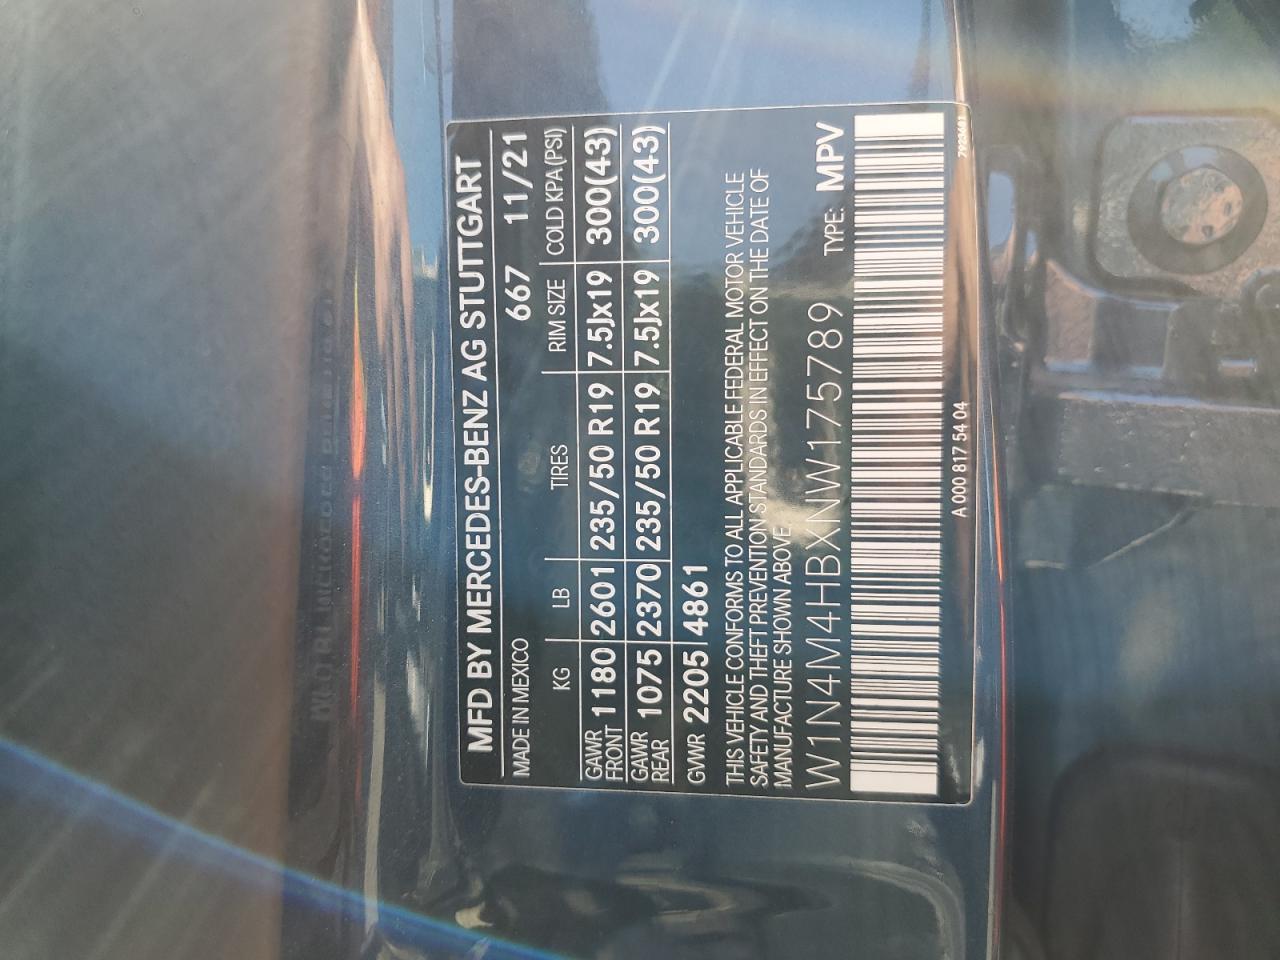 MFD BY MERCEDES-BENZ AG STUTTGART
MADE IN MEXICO 667 11/21
KG LB TIRES RIM SIZE COLD KPA(PSI)
GAWR FRONT 1180 2601 235/50 R19 7.5Jx19 300(43)
GAWR REAR 1075 2370 235/50 R19 7.5Jx19 300(43)
GVWR 2205 4861
THIS VEHICLE CONFORMS TO ALL APPLICABLE FEDERAL MOTOR VEHICLE
SAFETY AND THEFT PREVENTION STANDARDS IN EFFECT ON THE DATE OF
MANUFACTURE SHOWN ABOVE.
W1N4M4HBXNW175789 TYPE: MPV
7923681
A 000 817 54 04